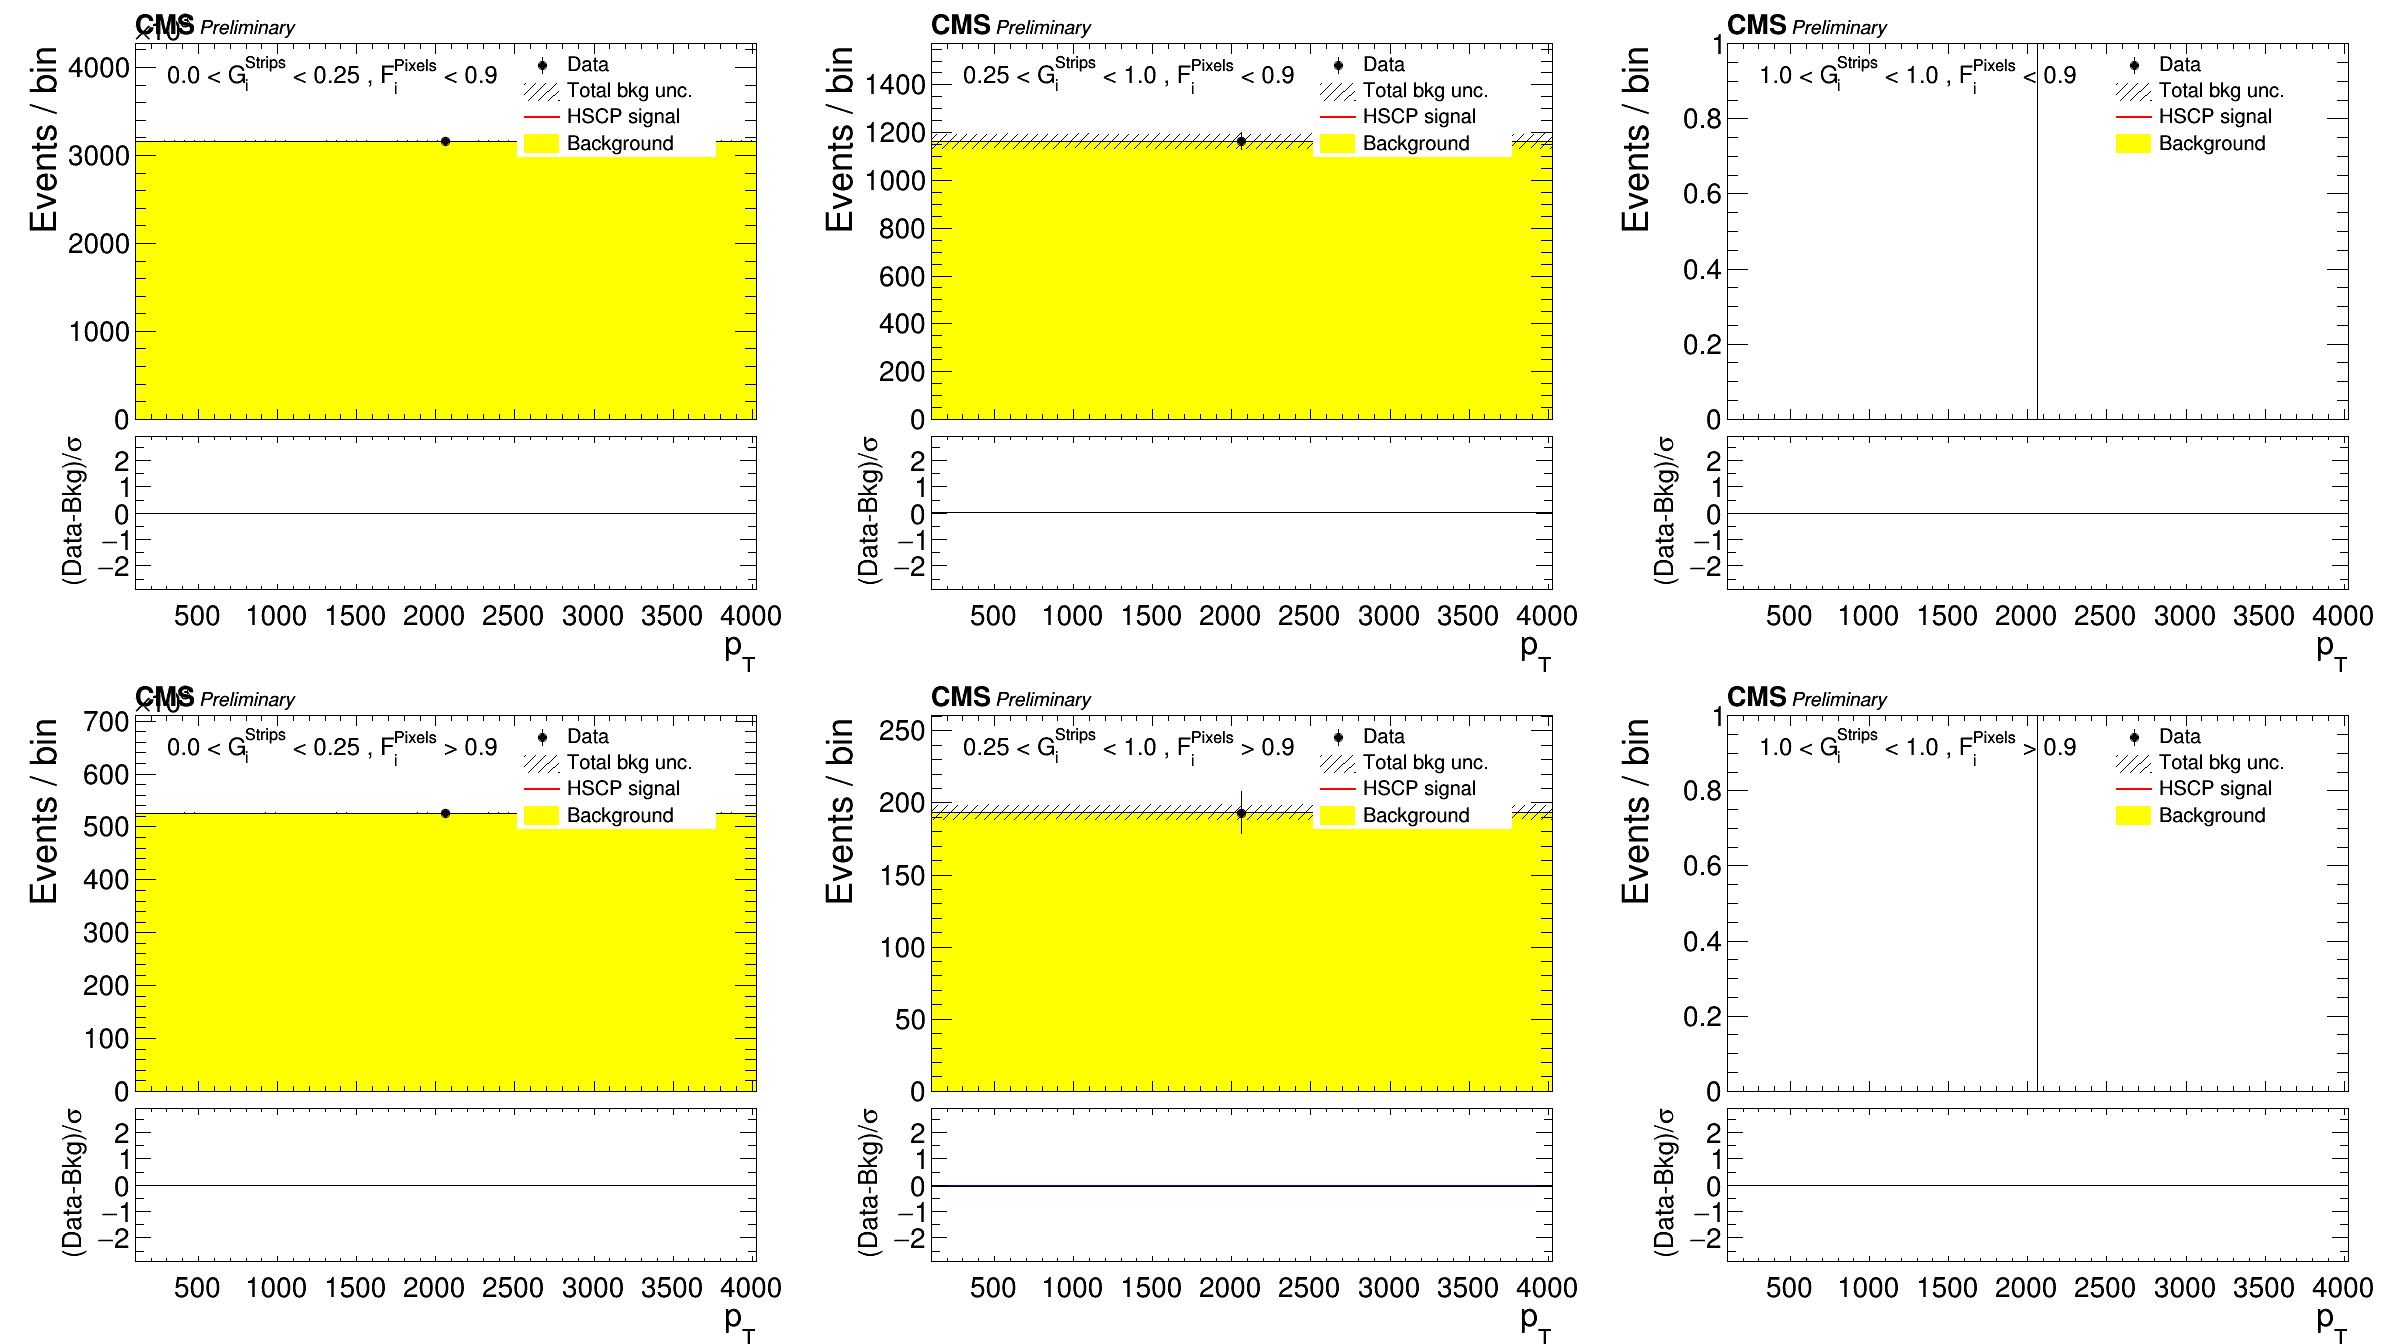 CMS Preliminary
×10³
Events / bin
0.0 < G_i^Strips < 0.25 , F_i^Pixels < 0.9
Data
Total bkg unc.
HSCP signal
Background
4000
3000
2000
1000
0
(Data-Bkg)/σ
2
1
0
−1
−2
500 1000 1500 2000 2500 3000 3500 4000
p_T
CMS Preliminary
Events / bin
0.25 < G_i^Strips < 1.0 , F_i^Pixels < 0.9
Data
Total bkg unc.
HSCP signal
Background
1400
1200
1000
800
600
400
200
0
(Data-Bkg)/σ
2
1
0
−1
−2
500 1000 1500 2000 2500 3000 3500 4000
p_T
CMS Preliminary
Events / bin
1.0 < G_i^Strips < 1.0 , F_i^Pixels < 0.9
Data
Total bkg unc.
HSCP signal
Background
1
0.8
0.6
0.4
0.2
0
(Data-Bkg)/σ
2
1
0
−1
−2
500 1000 1500 2000 2500 3000 3500 4000
p_T
CMS Preliminary
×10³
Events / bin
0.0 < G_i^Strips < 0.25 , F_i^Pixels > 0.9
Data
Total bkg unc.
HSCP signal
Background
700
600
500
400
300
200
100
0
(Data-Bkg)/σ
2
1
0
−1
−2
500 1000 1500 2000 2500 3000 3500 4000
p_T
CMS Preliminary
Events / bin
0.25 < G_i^Strips < 1.0 , F_i^Pixels > 0.9
Data
Total bkg unc.
HSCP signal
Background
250
200
150
100
50
0
(Data-Bkg)/σ
2
1
0
−1
−2
500 1000 1500 2000 2500 3000 3500 4000
p_T
CMS Preliminary
Events / bin
1.0 < G_i^Strips < 1.0 , F_i^Pixels > 0.9
Data
Total bkg unc.
HSCP signal
Background
1
0.8
0.6
0.4
0.2
0
(Data-Bkg)/σ
2
1
0
−1
−2
500 1000 1500 2000 2500 3000 3500 4000
p_T